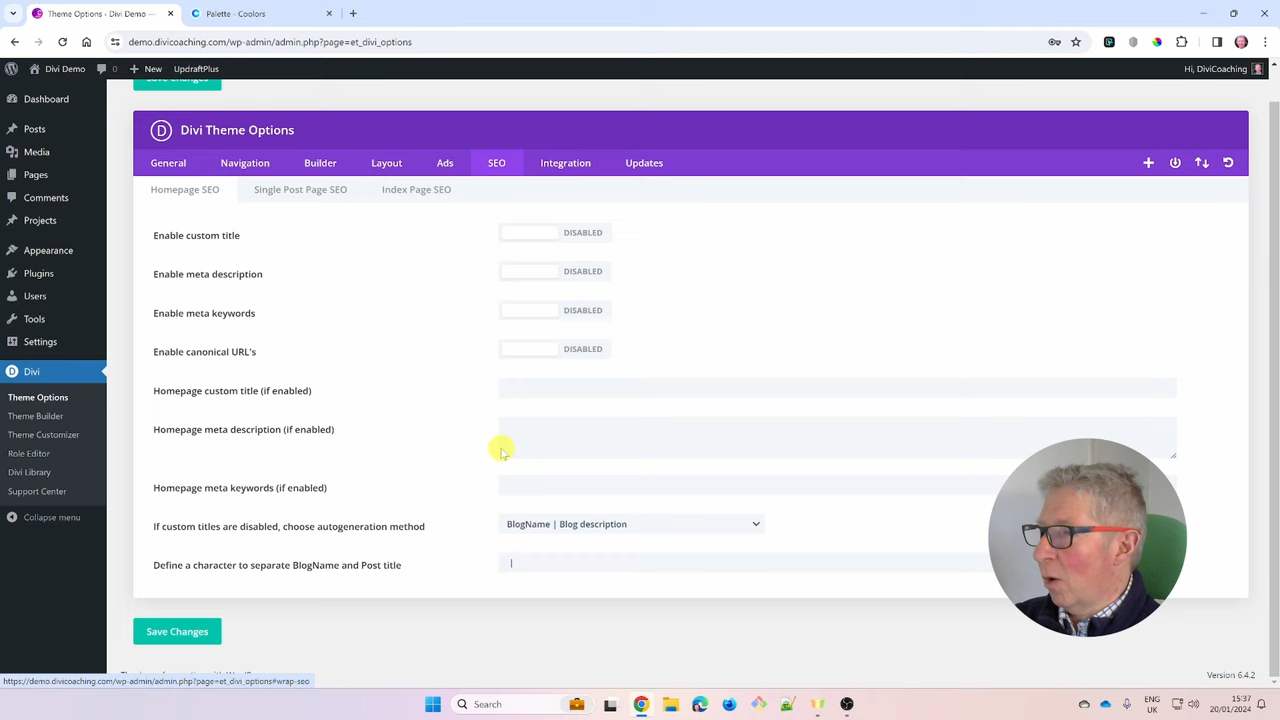 Theme Options ‹ Divi Demo —
Palette - Coolors
demo.divicoaching.com/wp-admin/admin.php?page=et_divi_options
Divi Demo
0
New
UpdraftPlus
Hi, DiviCoaching
Dashboard
Posts
Media
Pages
Comments
Projects
Appearance
Plugins
Users
Tools
Settings
Divi
Theme Options
Theme Builder
Theme Customizer
Role Editor
Divi Library
Support Center
Collapse menu
Save Changes
D Divi Theme Options
General Navigation Builder Layout Ads SEO Integration Updates
Homepage SEO Single Post Page SEO Index Page SEO
Enable custom title DISABLED
Enable meta description DISABLED
Enable meta keywords DISABLED
Enable canonical URL's DISABLED
Homepage custom title (if enabled)
Homepage meta description (if enabled)
Homepage meta keywords (if enabled)
If custom titles are disabled, choose autogeneration method BlogName | Blog description
Define a character to separate BlogName and Post title |
Save Changes
Version 6.4.2
https://demo.divicoaching.com/wp-admin/admin.php?page=et_divi_options#wrap-seo
Search
ENG
UK
15:37
20/01/2024